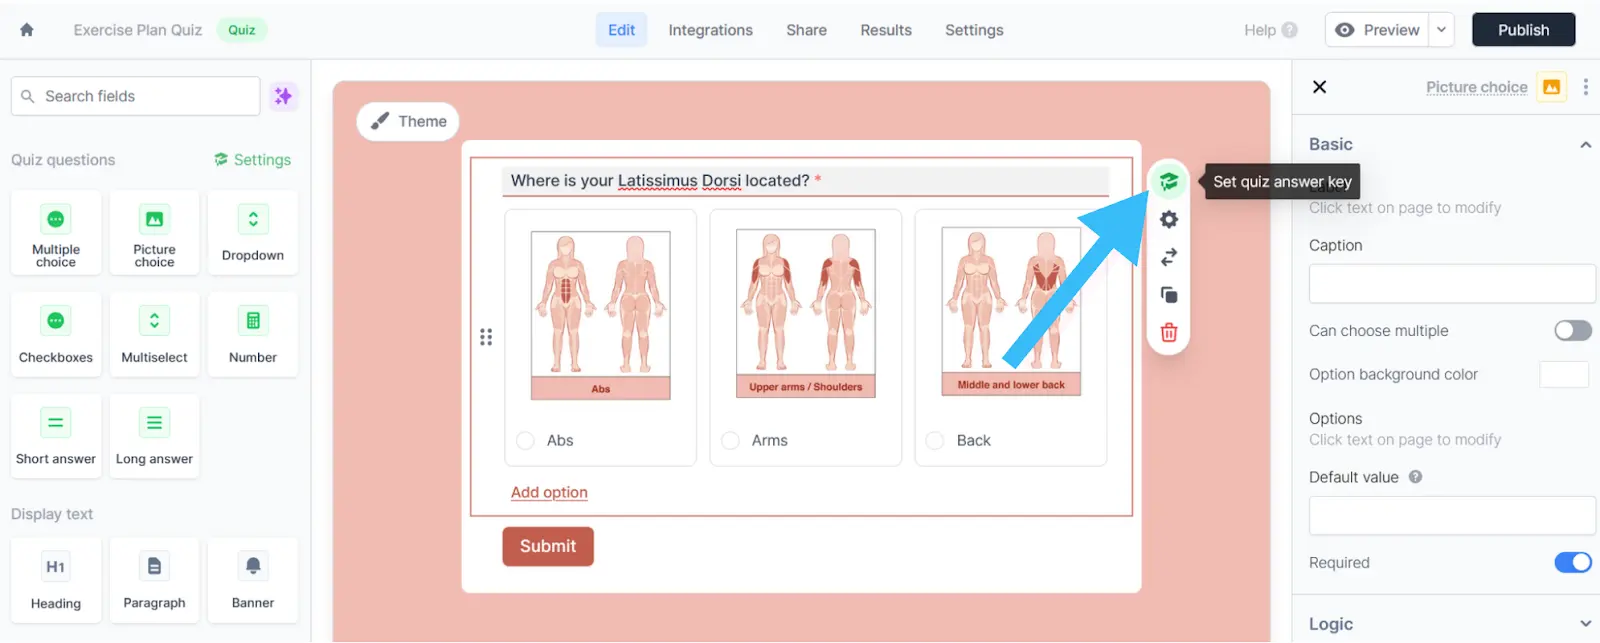 Exercise Plan Quiz Quiz Edit Integrations Share Results Settings Help ? Preview Publish
Search fields
Quiz questions Settings
Multiple choice
Picture choice
Dropdown
Checkboxes
Multiselect
Number
Short answer
Long answer
Display text
H1
Heading
Paragraph
Banner
Theme
Where is your Latissimus Dorsi located? *
Abs
Upper arms / Shoulders
Middle and lower back
Abs
Arms
Back
Add option
Submit
Set quiz answer key
Picture choice
Basic
Click text on page to modify
Caption
Can choose multiple
Option background color
Options
Click text on page to modify
Default value ?
Required
Logic